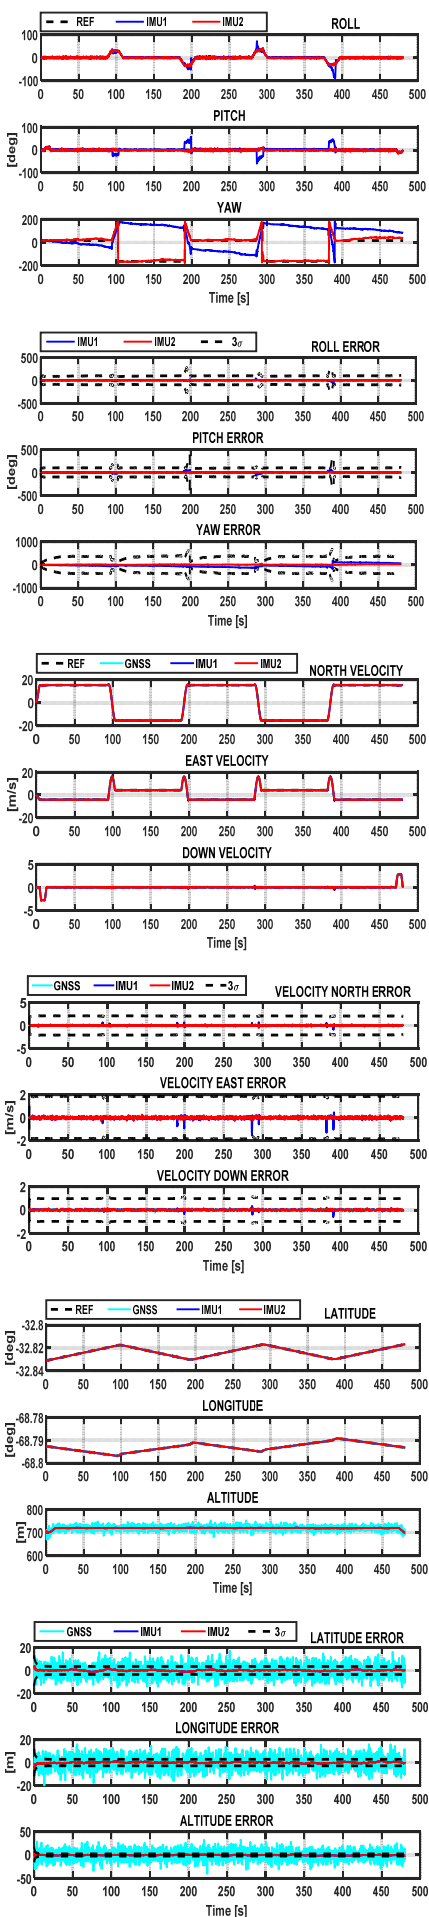 REF IMU1 IMU2 ROLL
100
0
-100
0 50 100 150 200 250 300 350 400 450 500
PITCH
100
0
-100
[deg]
0 50 100 150 200 250 300 350 400 450 500
YAW
200
0
-200
0 50 100 150 200 250 300 350 400 450 500
Time [s]
IMU1 IMU2 3σ ROLL ERROR
500
0
-500
0 50 100 150 200 250 300 350 400 450 500
PITCH ERROR
500
0
-500
[deg]
0 50 100 150 200 250 300 350 400 450 500
YAW ERROR
1000
0
-1000
0 50 100 150 200 250 300 350 400 450 500
Time [s]
REF GNSS IMU1 IMU2 NORTH VELOCITY
20
0
-20
0 50 100 150 200 250 300 350 400 450 500
EAST VELOCITY
20
0
-20
[m/s]
0 50 100 150 200 250 300 350 400 450 500
DOWN VELOCITY
5
0
-5
0 50 100 150 200 250 300 350 400 450 500
Time [s]
GNSS IMU1 IMU2 3σ VELOCITY NORTH ERROR
5
0
-5
0 50 100 150 200 250 300 350 400 450 500
VELOCITY EAST ERROR
2
0
-2
[m/s]
0 50 100 150 200 250 300 350 400 450 500
VELOCITY DOWN ERROR
2
0
-2
0 50 100 150 200 250 300 350 400 450 500
Time [s]
REF GNSS IMU1 IMU2 LATITUDE
-32.8
-32.82
-32.84
[deg]
0 50 100 150 200 250 300 350 400 450 500
LONGITUDE
-68.78
-68.79
-68.8
[deg]
0 50 100 150 200 250 300 350 400 450 500
ALTITUDE
800
700
600
[m]
0 50 100 150 200 250 300 350 400 450 500
Time [s]
GNSS IMU1 IMU2 3σ LATITUDE ERROR
20
0
-20
0 50 100 150 200 250 300 350 400 450 500
LONGITUDE ERROR
20
0
-20
[m]
0 50 100 150 200 250 300 350 400 450 500
ALTITUDE ERROR
50
0
-50
0 50 100 150 200 250 300 350 400 450 500
Time [s]